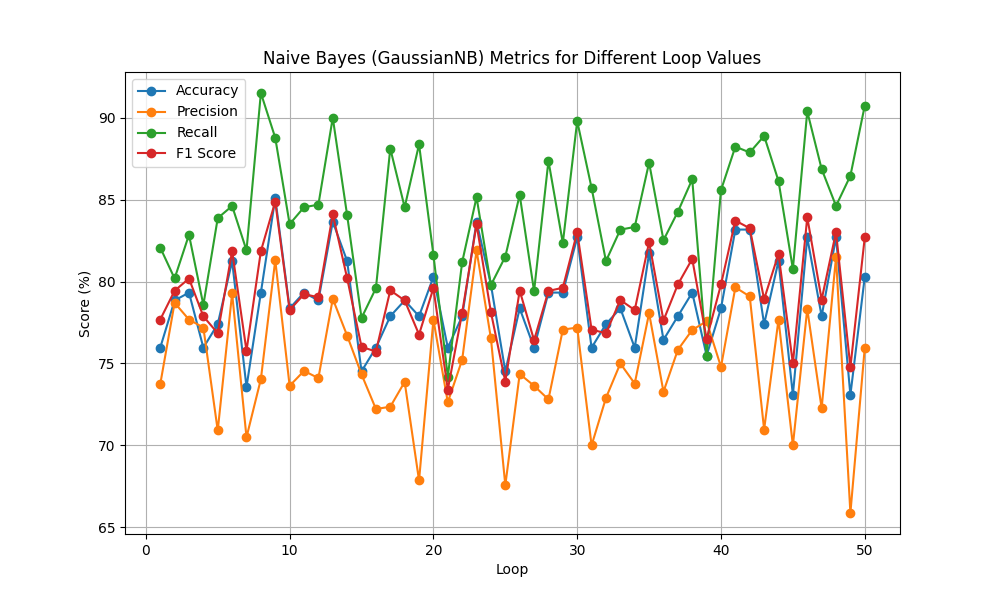 Naive Bayes (GaussianNB) Metrics for Different Loop Values
Accuracy
Precision
Recall
F1 Score
Score (%)
90
85
80
75
70
65
0 10 20 30 40 50
Loop